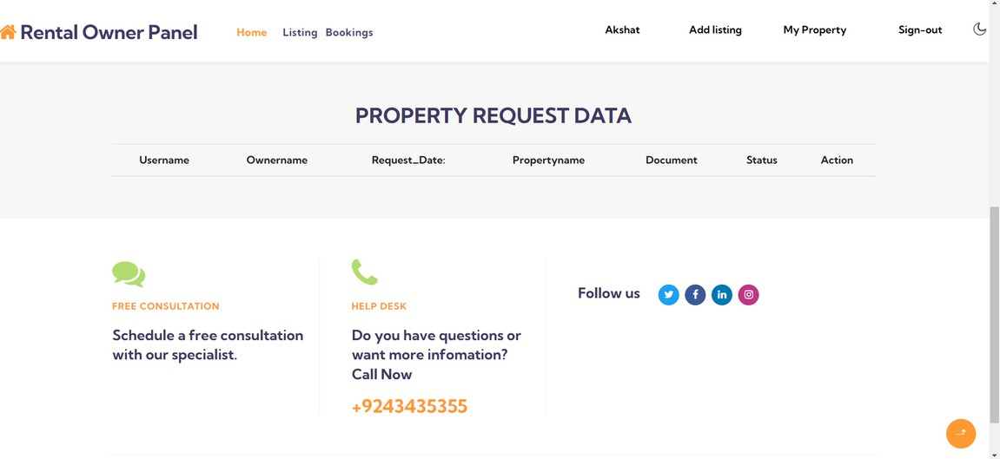 Rental Owner Panel Home Listing Bookings Akshat Add listing My Property Sign-out
PROPERTY REQUEST DATA
Username Ownername Request_Date: Propertyname Document Status Action
FREE CONSULTATION
Schedule a free consultation
with our specialist.
HELP DESK
Do you have questions or
want more infomation?
Call Now
+9243435355
Follow us